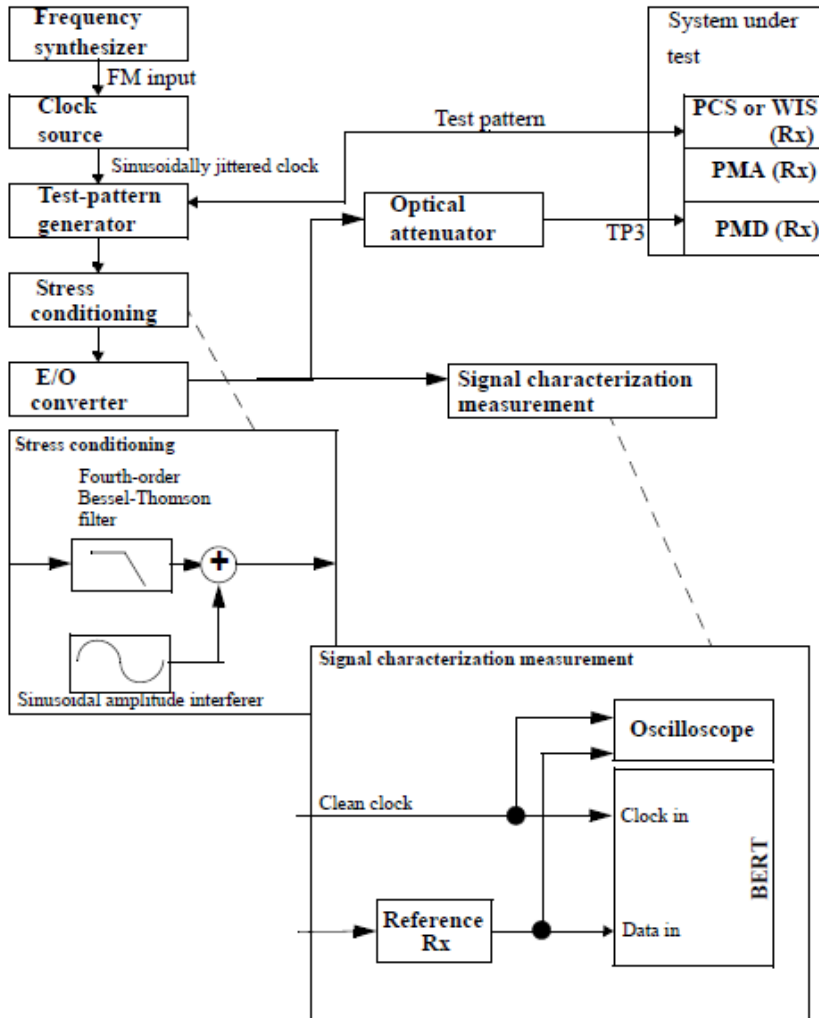 Frequency
synthesizer
FM input
Clock
source
Sinusoidally jittered clock
Test-pattern
generator
Stress
conditioning
E/O
converter
Test pattern
Optical
attenuator
TP3
System under
test
PCS or WIS
(Rx)
PMA (Rx)
PMD (Rx)
Signal characterization
measurement
Stress conditioning
Fourth-order
Bessel-Thomson
filter
+
Sinusoidal amplitude interferer
Signal characterization measurement
Oscilloscope
Clean clock
Clock in
BERT
Reference
Rx
Data in